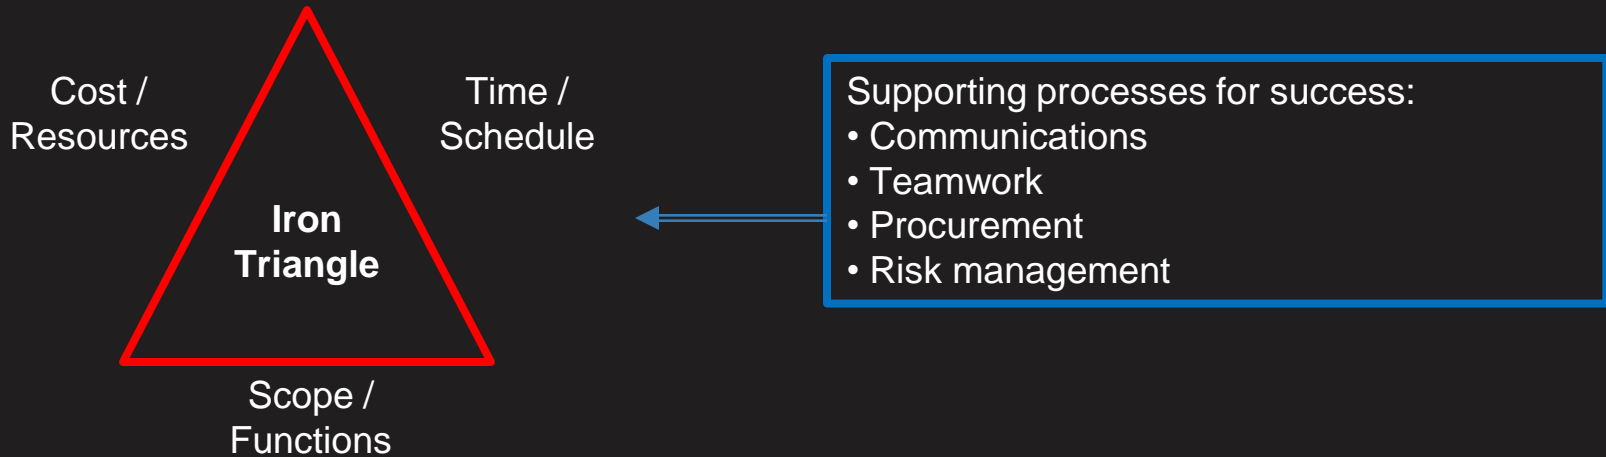 Cost /
Resources
Time /
Schedule
Iron
Triangle
Scope /
Functions
Supporting processes for success:
• Communications
• Teamwork
• Procurement
• Risk management